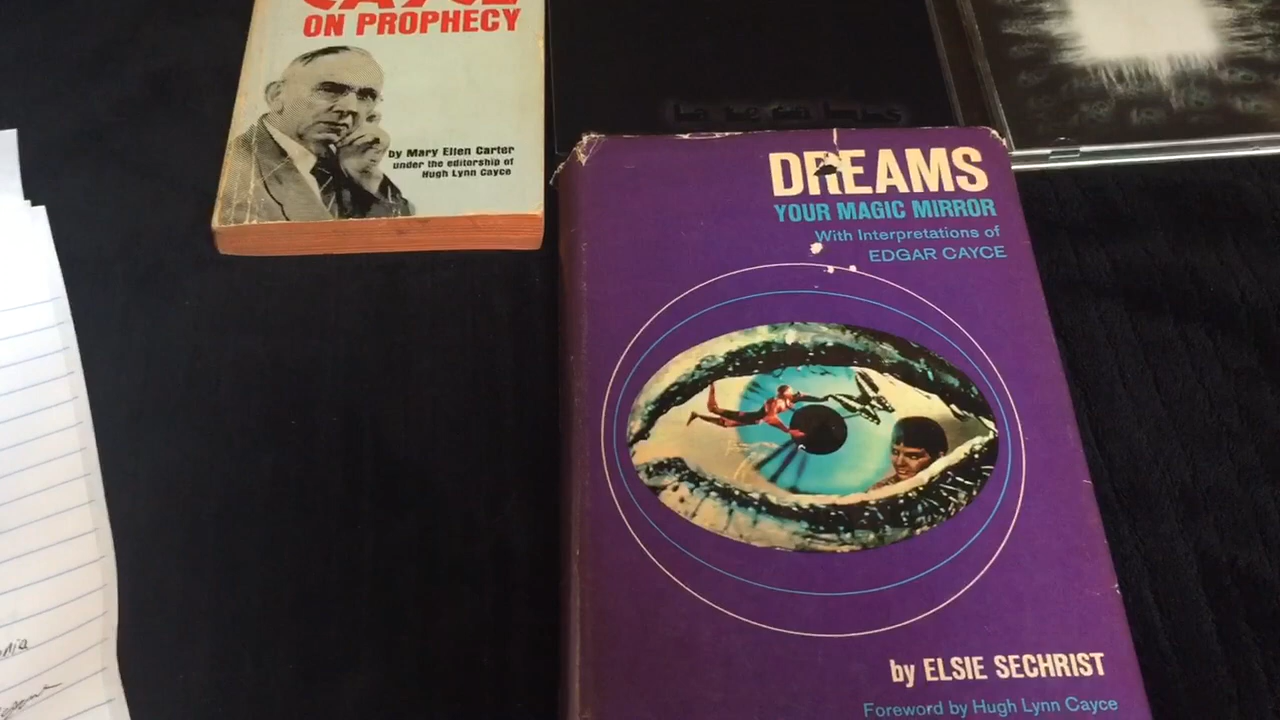 CAYCE
ON PROPHECY
by Mary Ellen Carter
under the editorship of
Hugh Lynn Cayce
DREAMS
YOUR MAGIC MIRROR
With Interpretations of
EDGAR CAYCE
by ELSIE SECHRIST
Foreword by Hugh Lynn Cayce